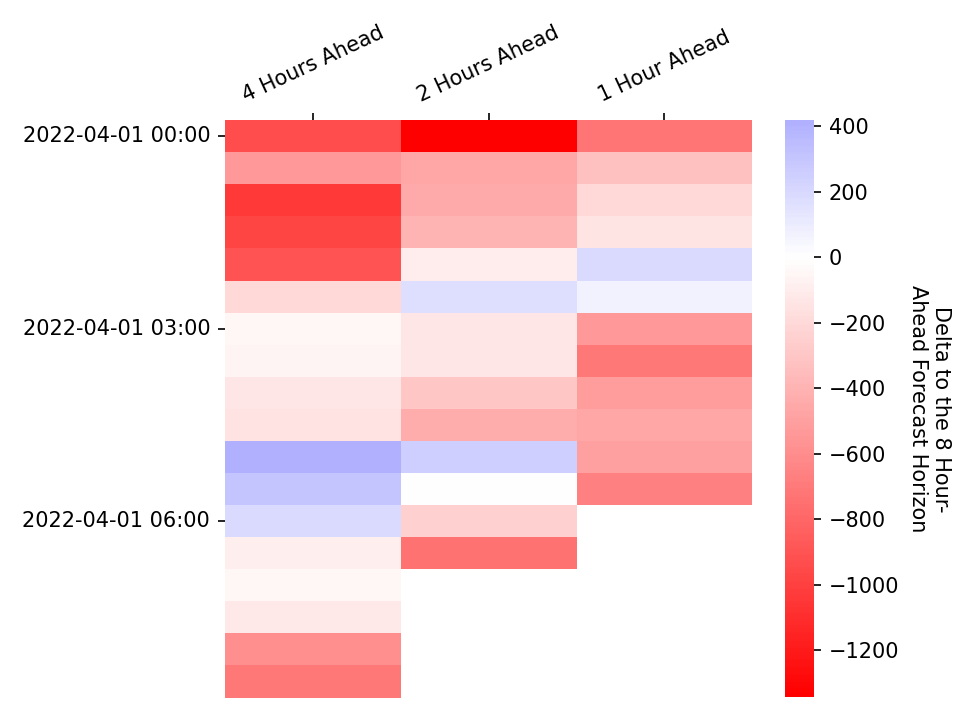 4 Hours Ahead
2 Hours Ahead
1 Hour Ahead
2022-04-01 00:00
2022-04-01 03:00
2022-04-01 06:00
400
200
0
−200
−400
−600
−800
−1000
−1200
Delta to the 8 Hour-
Ahead Forecast Horizon